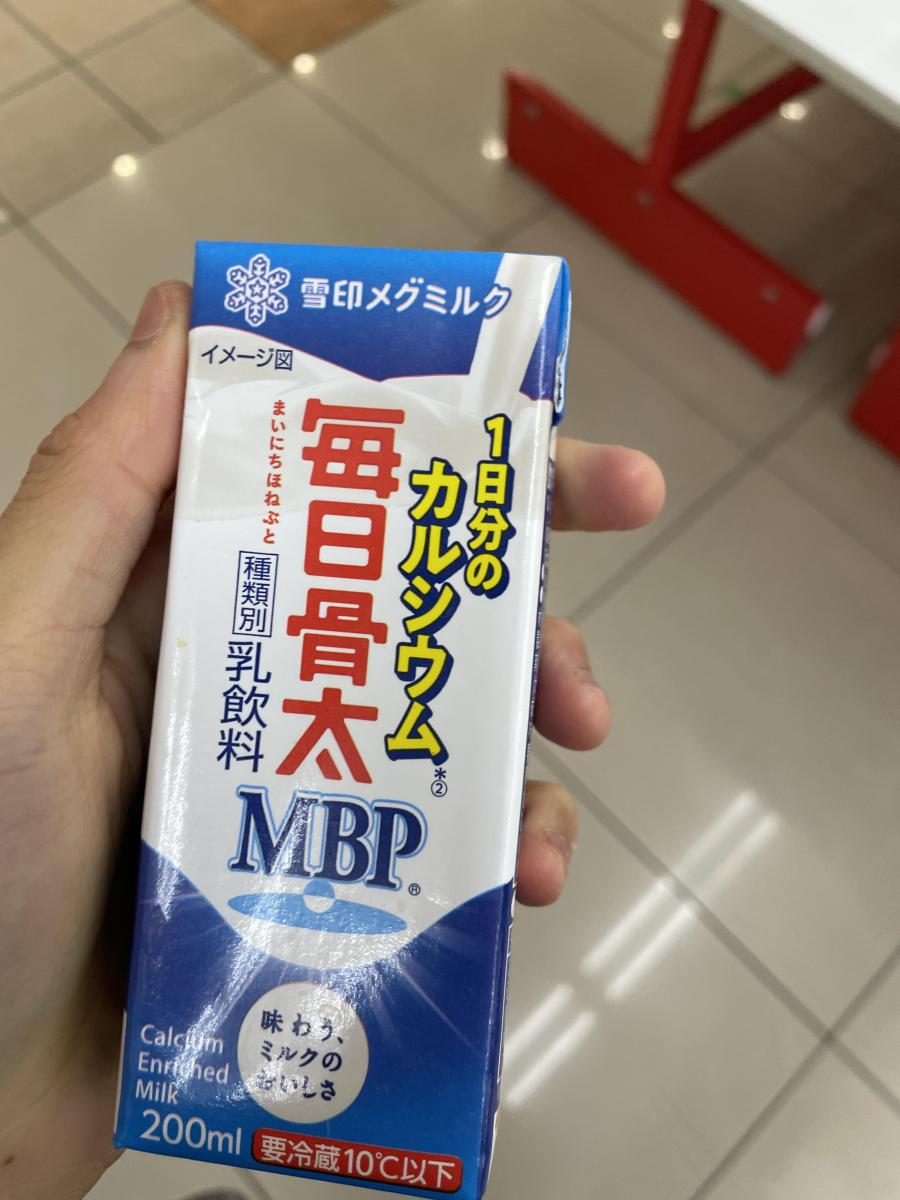 雪印メグミルク
イメージ図
1日分の
カルシウム
*②
毎日骨太
まいにちほねぶと
種類別
乳飲料
MBP®
味わう、
ミルクの
おいしさ
Calcium
Enriched
Milk
200ml
要冷蔵10℃以下